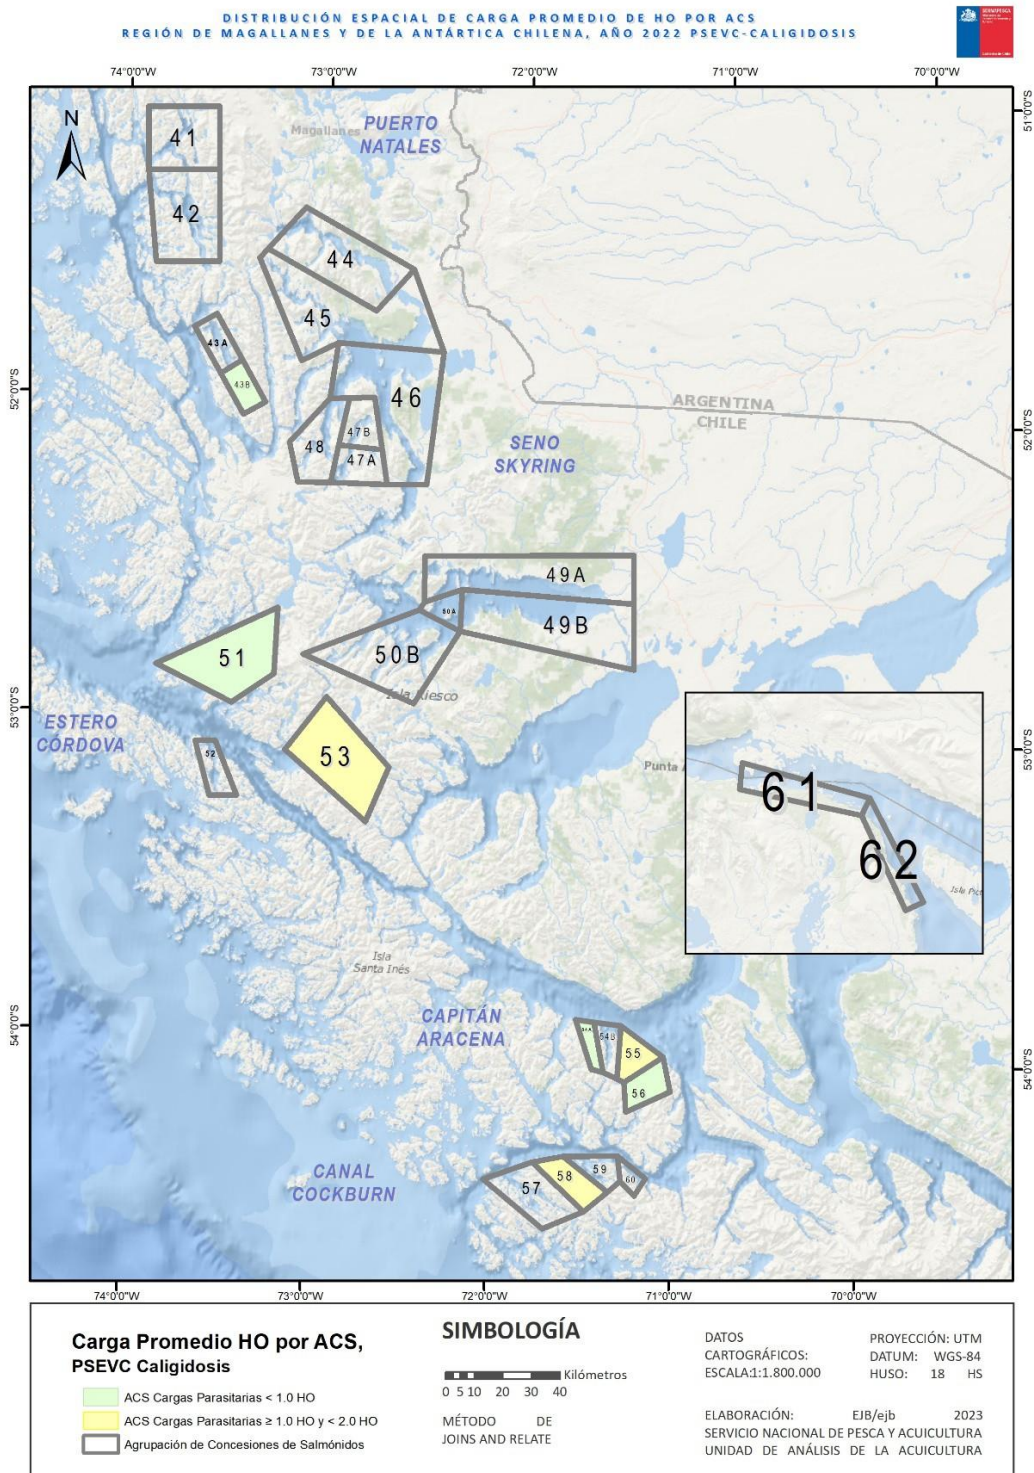 DISTRIBUCIÓN ESPACIAL DE CARGA PROMEDIO DE HO POR ACS
REGIÓN DE MAGALLANES Y DE LA ANTÁRTICA CHILENA, AÑO 2022 PSEVC-CALIGIDOSIS
74°0'0"W 73°0'0"W 72°0'0"W 71°0'0"W 70°0'0"W
51°0'0"S
N
41
Magallanes
PUERTO
NATALES
42
44
45
43A
43B
52°0'0"S
46
ARGENTINA
CHILE
52°0'0"S
47B
48
47A
SENO
SKYRING
49A
50A
49B
51
50B
Isla Riesco
53°0'0"S
ESTERO
CÓRDOVA
52
53
53°0'0"S
Punta
61
62
Isla
Isla
Santa Inés
54°0'0"S
CAPITÁN
ARACENA
54B
55
54°0'0"S
56
CANAL
COCKBURN
57
58
59
60
74°0'0"W 73°0'0"W 72°0'0"W 71°0'0"W 70°0'0"W
Carga Promedio HO por ACS,
PSEVC Caligidosis
ACS Cargas Parasitarias < 1.0 HO
ACS Cargas Parasitarias ≥ 1.0 HO y < 2.0 HO
Agrupación de Concesiones de Salmónidos
SIMBOLOGÍA
Kilómetros
0 5 10 20 30 40
MÉTODO DE
JOINS AND RELATE
DATOS
CARTOGRÁFICOS:
ESCALA:1:1.800.000
PROYECCIÓN: UTM
DATUM: WGS-84
HUSO: 18 HS
ELABORACIÓN: EJB/ejb 2023
SERVICIO NACIONAL DE PESCA Y ACUICULTURA
UNIDAD DE ANÁLISIS DE LA ACUICULTURA